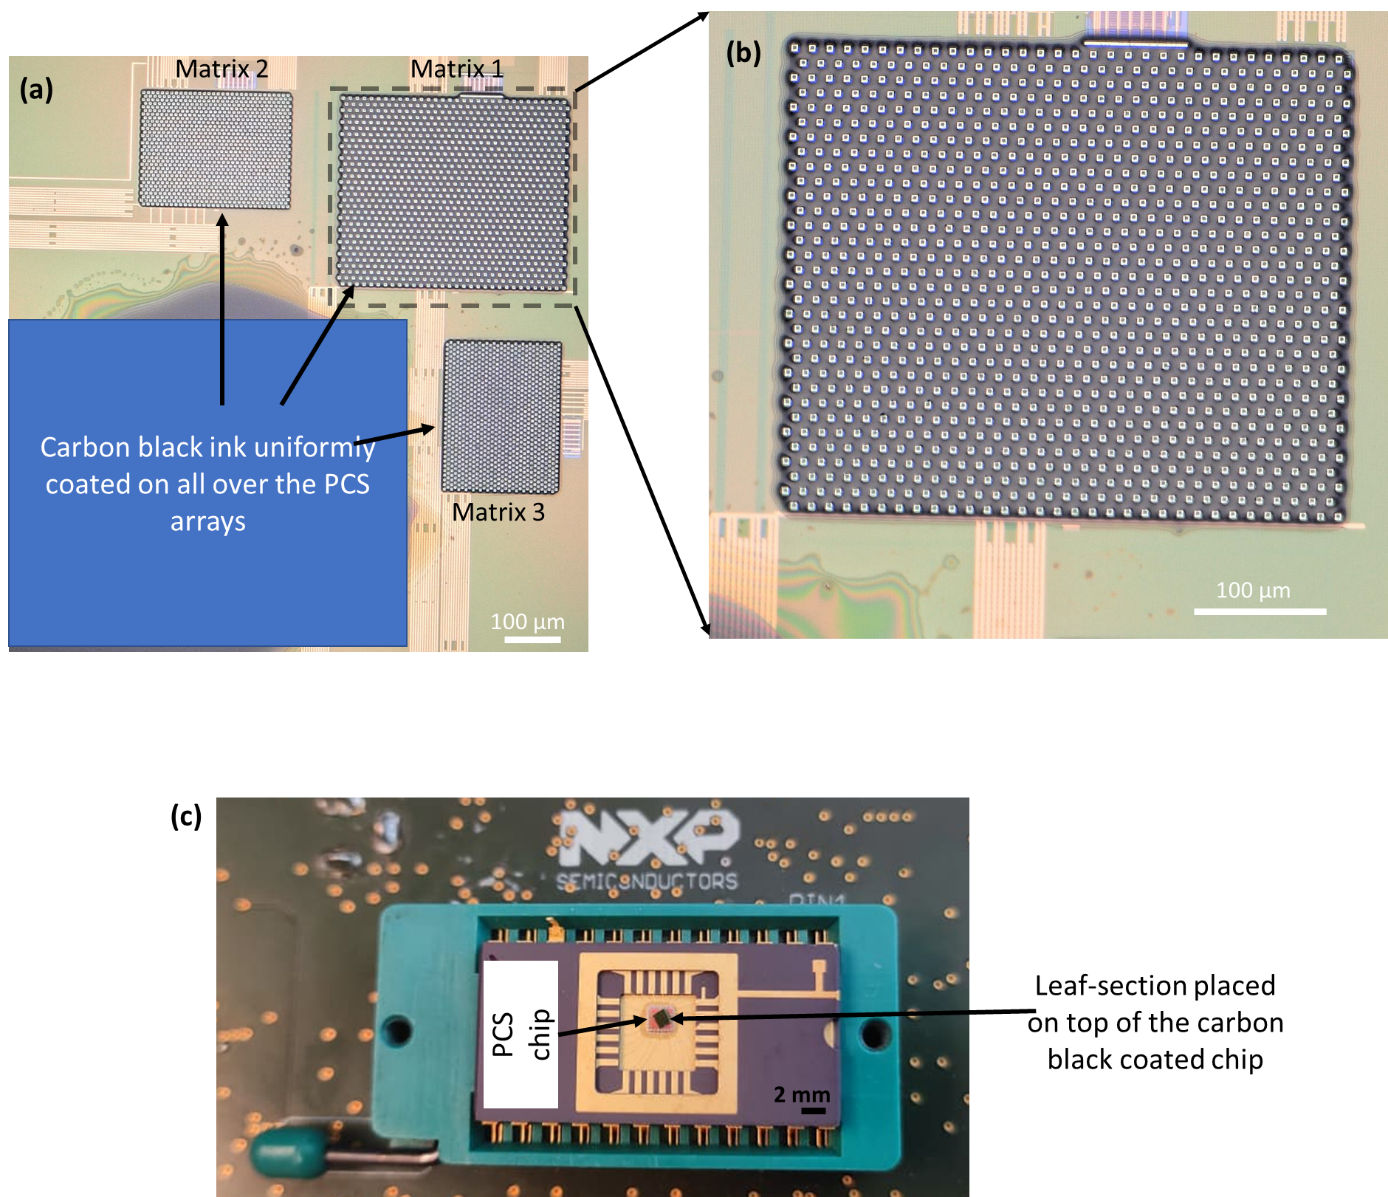 (a)
Matrix 2
Matrix 1
Carbon black ink uniformly
coated on all over the PCS
arrays
Matrix 3
100 µm
(b)
100 µm
(c)
NXP
SEMICONDUCTORS
PIN1
PCS
chip
2 mm
Leaf-section placed
on top of the carbon
black coated chip